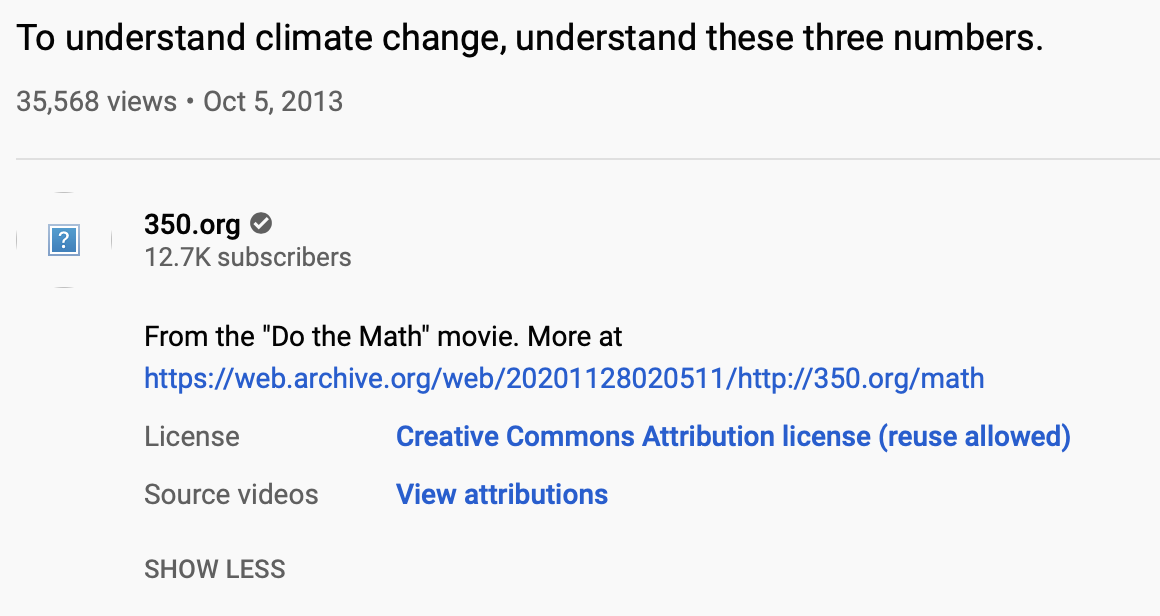 To understand climate change, understand these three numbers.
35,568 views • Oct 5, 2013
?
350.org
12.7K subscribers
From the "Do the Math" movie. More at
https://web.archive.org/web/20201128020511/http://350.org/math
License Creative Commons Attribution license (reuse allowed)
Source videos View attributions
SHOW LESS